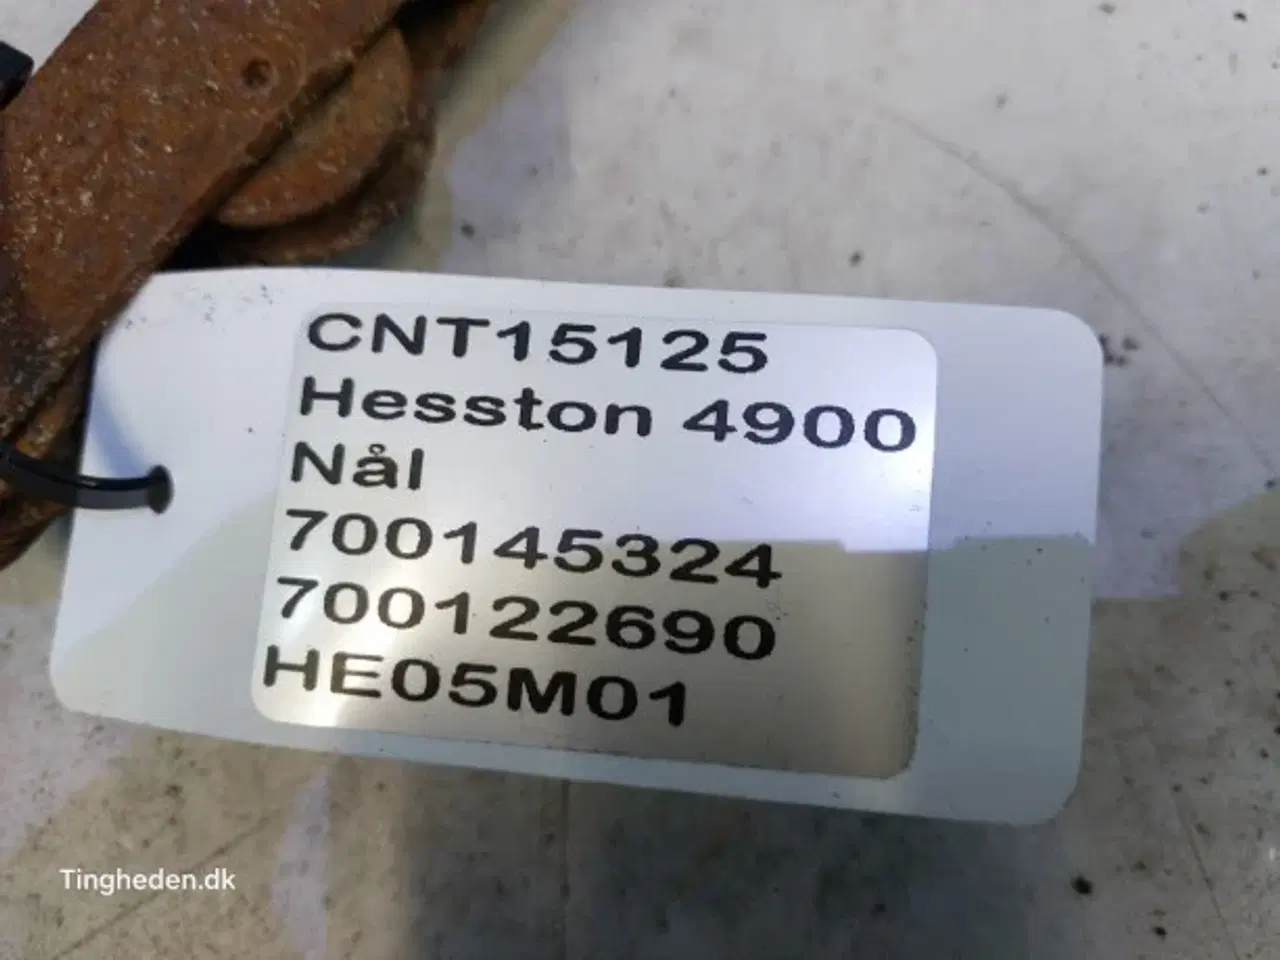 CNT15125
Hesston 4900
Nål
700145324
700122690
HE05M01
Tingheden.dk